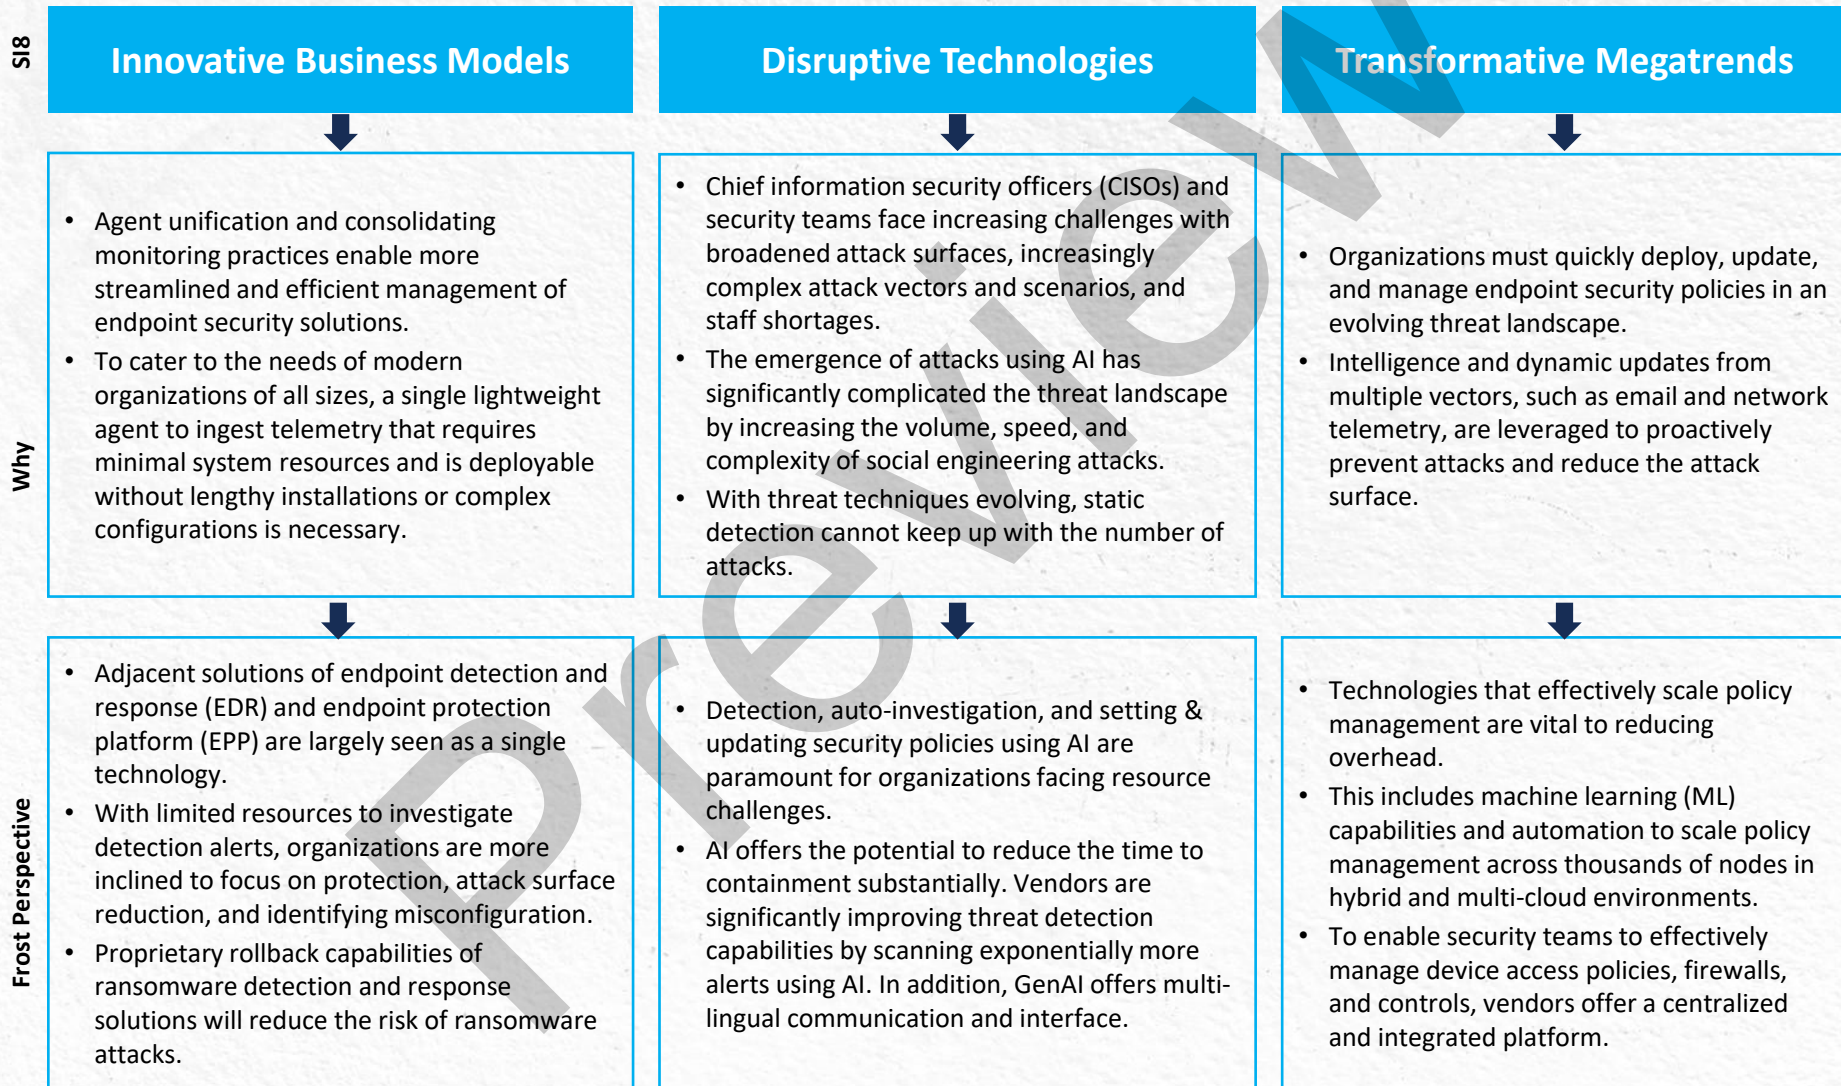 SI8
Innovative Business Models
Disruptive Technologies
Transformative Megatrends
Why
• Agent unification and consolidating
monitoring practices enable more
streamlined and efficient management of
endpoint security solutions.
• To cater to the needs of modern
organizations of all sizes, a single lightweight
agent to ingest telemetry that requires
minimal system resources and is deployable
without lengthy installations or complex
configurations is necessary.
• Chief information security officers (CISOs) and
security teams face increasing challenges with
broadened attack surfaces, increasingly
complex attack vectors and scenarios, and
staff shortages.
• The emergence of attacks using AI has
significantly complicated the threat landscape
by increasing the volume, speed, and
complexity of social engineering attacks.
• With threat techniques evolving, static
detection cannot keep up with the number of
attacks.
• Organizations must quickly deploy, update,
and manage endpoint security policies in an
evolving threat landscape.
• Intelligence and dynamic updates from
multiple vectors, such as email and network
telemetry, are leveraged to proactively
prevent attacks and reduce the attack
surface.
Frost Perspective
• Adjacent solutions of endpoint detection and
response (EDR) and endpoint protection
platform (EPP) are largely seen as a single
technology.
• With limited resources to investigate
detection alerts, organizations are more
inclined to focus on protection, attack surface
reduction, and identifying misconfiguration.
• Proprietary rollback capabilities of
ransomware detection and response
solutions will reduce the risk of ransomware
attacks.
• Detection, auto-investigation, and setting &
updating security policies using AI are
paramount for organizations facing resource
challenges.
• AI offers the potential to reduce the time to
containment substantially. Vendors are
significantly improving threat detection
capabilities by scanning exponentially more
alerts using AI. In addition, GenAI offers multi-
lingual communication and interface.
• Technologies that effectively scale policy
management are vital to reducing
overhead.
• This includes machine learning (ML)
capabilities and automation to scale policy
management across thousands of nodes in
hybrid and multi-cloud environments.
• To enable security teams to effectively
manage device access policies, firewalls,
and controls, vendors offer a centralized
and integrated platform.
Preview